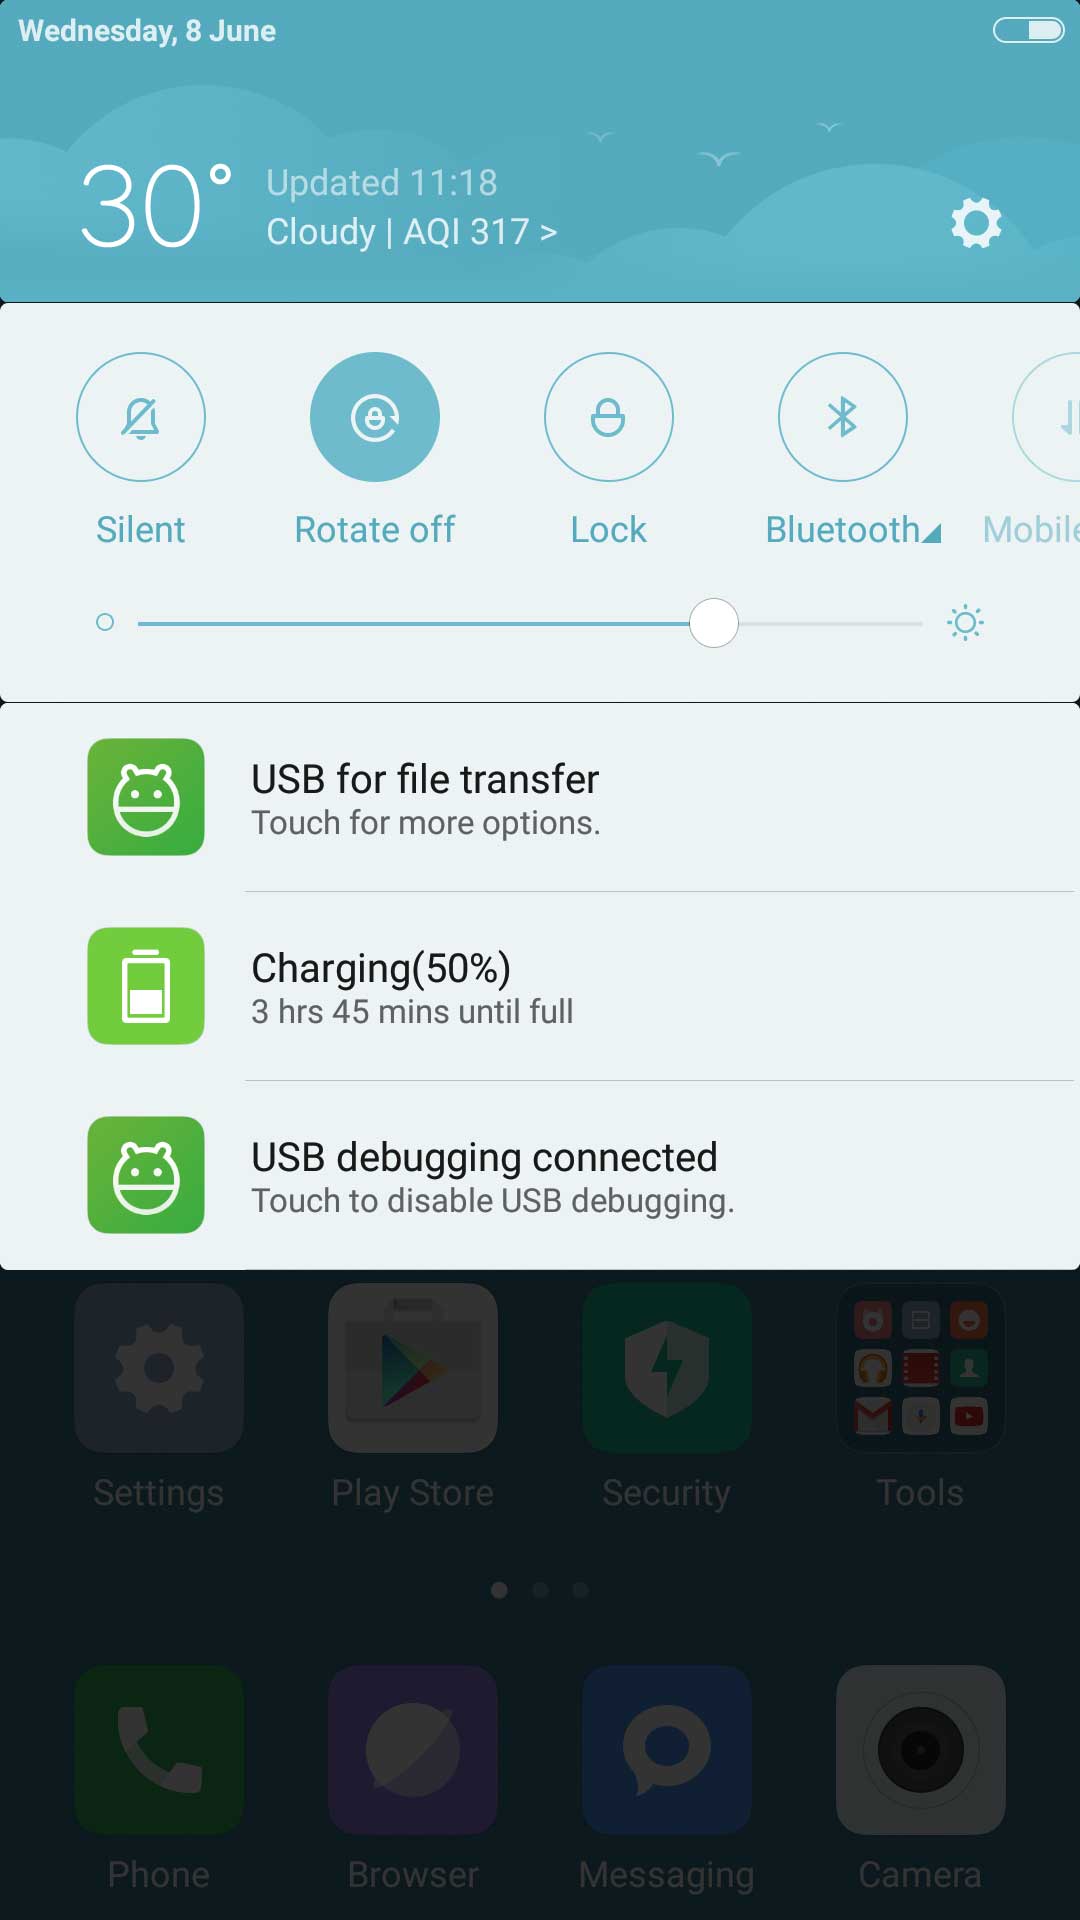 Wednesday, 8 June
30°
Updated 11:18
Cloudy | AQI 317 >
Silent
Rotate off
Lock
Bluetooth
Mobile
USB for file transfer
Touch for more options.
Charging(50%)
3 hrs 45 mins until full
USB debugging connected
Touch to disable USB debugging.
Settings
Play Store
Security
Tools
Phone
Browser
Messaging
Camera